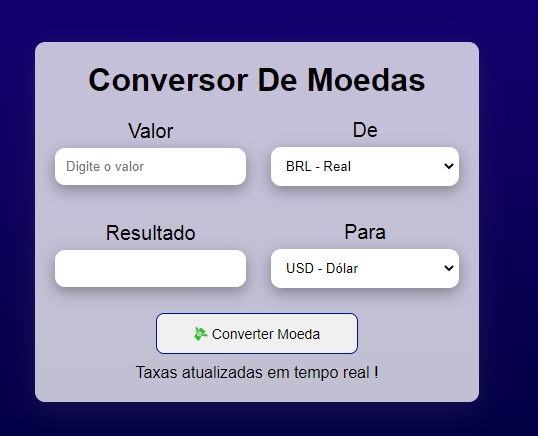 Conversor De Moedas
Valor
De
Digite o valor
BRL - Real
Resultado
Para
USD - Dólar
Converter Moeda
Taxas atualizadas em tempo real !